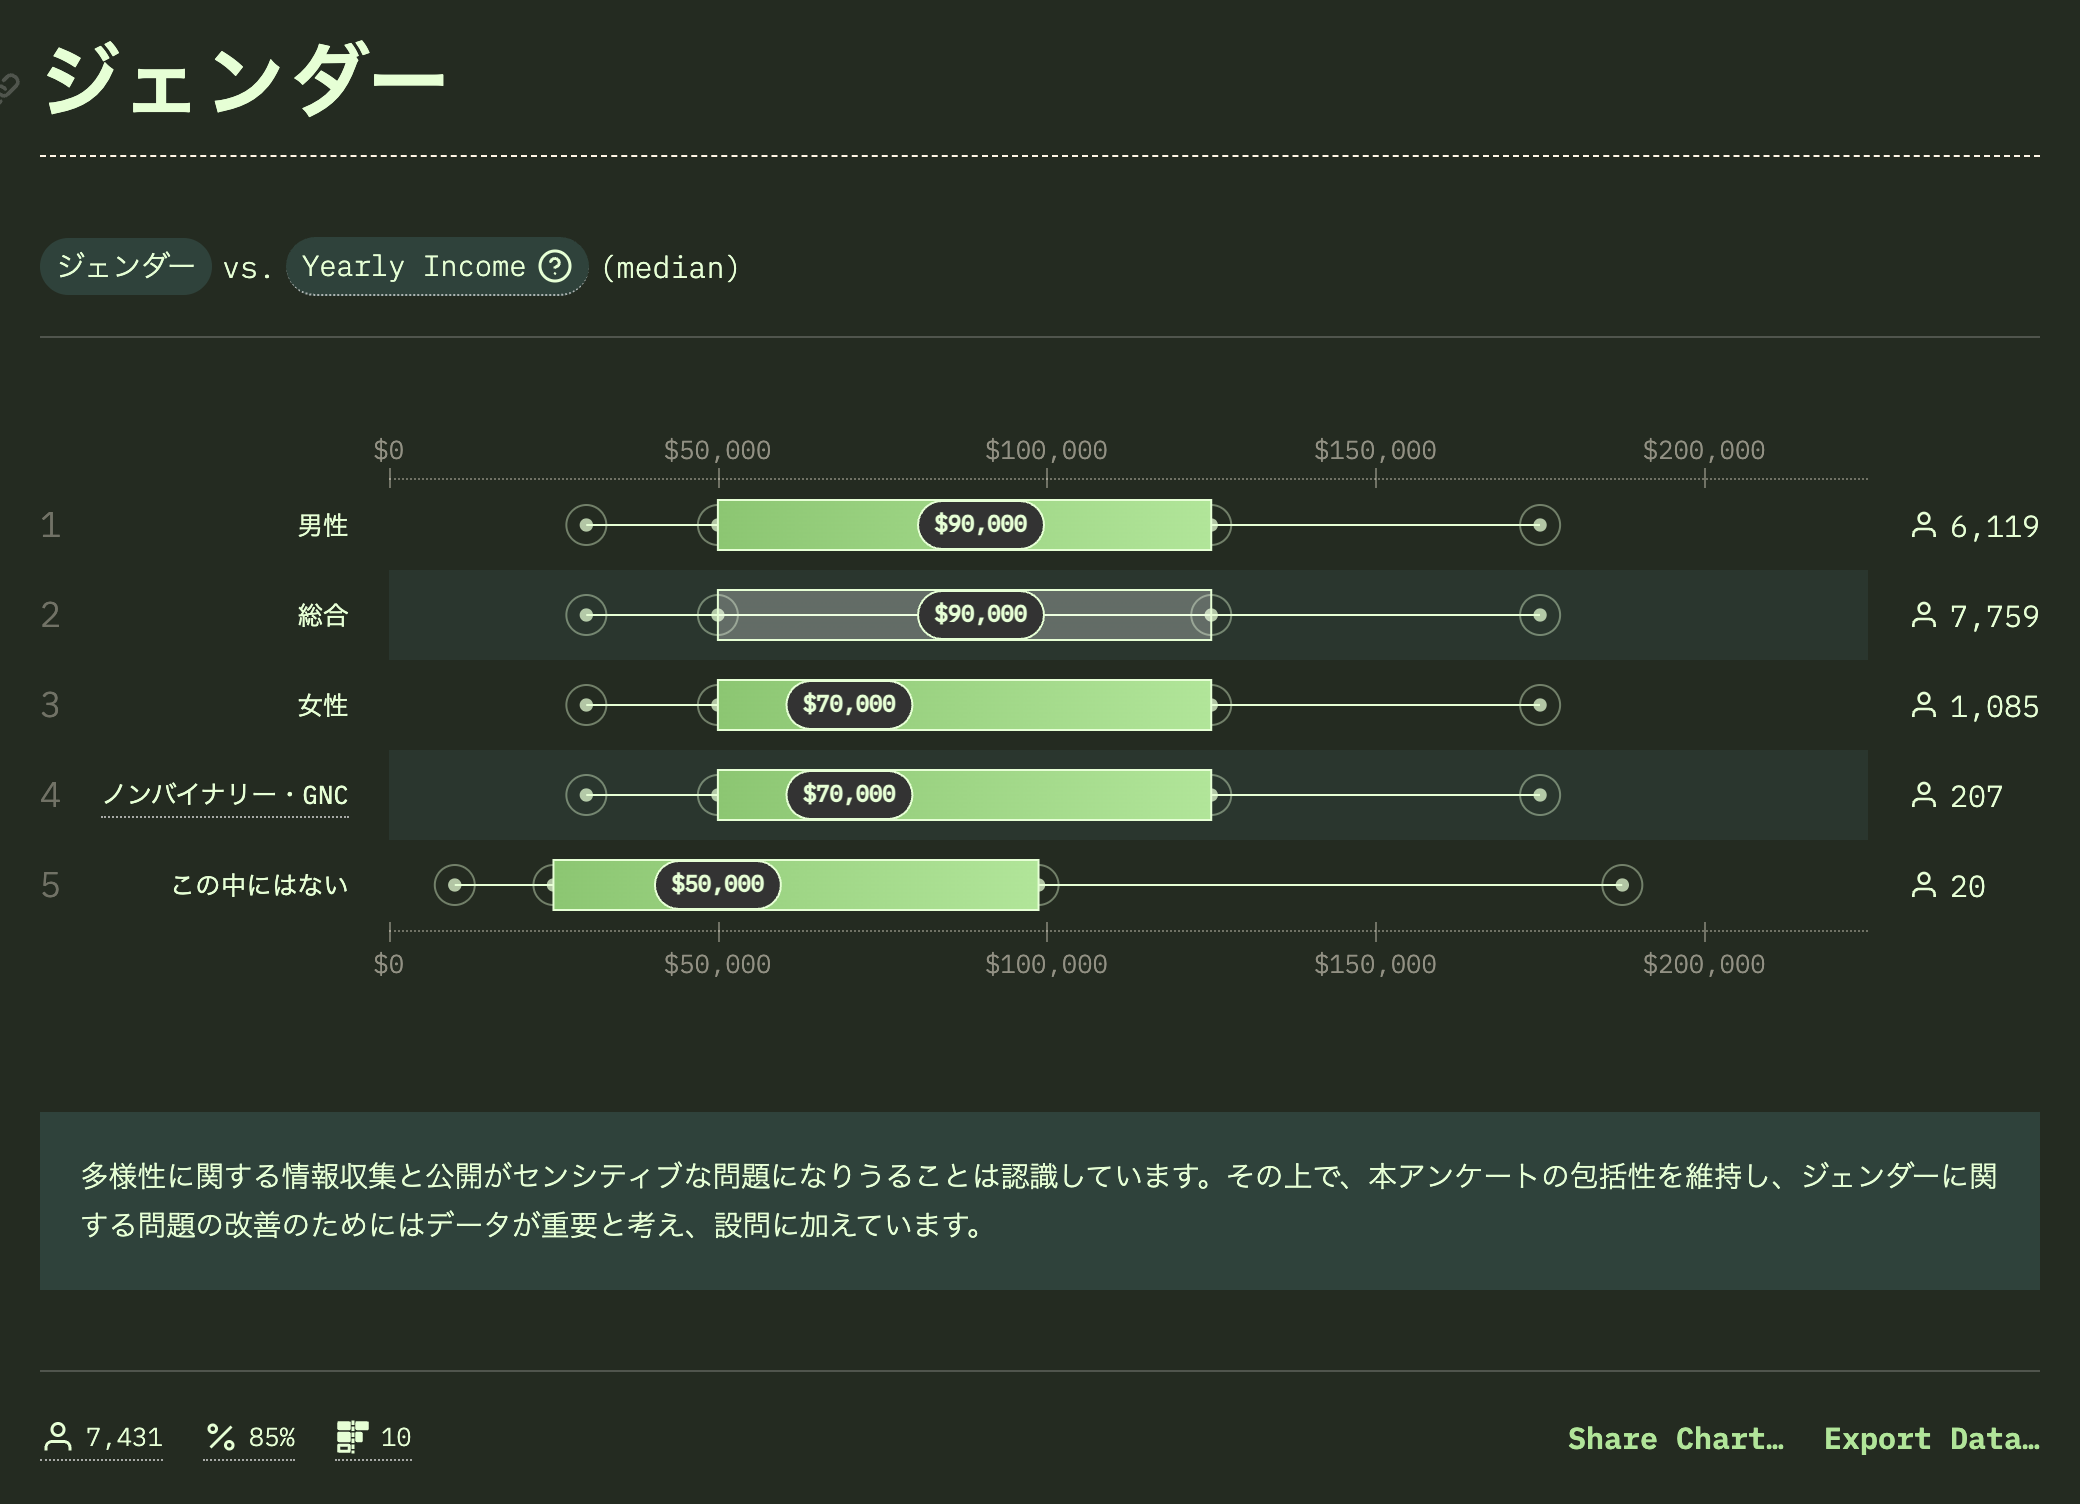 ジェンダー
ジェンダー vs. Yearly Income (median)
$0 $50,000 $100,000 $150,000 $200,000
1 男性 $90,000 6,119
2 総合 $90,000 7,759
3 女性 $70,000 1,085
4 ノンバイナリー・GNC $70,000 207
5 この中にはない $50,000 20
$0 $50,000 $100,000 $150,000 $200,000
多様性に関する情報収集と公開がセンシティブな問題になりうることは認識しています。その上で、本アンケートの包括性を維持し、ジェンダーに関
する問題の改善のためにはデータが重要と考え、設問に加えています。
7,431 85% 10 Share Chart… Export Data…